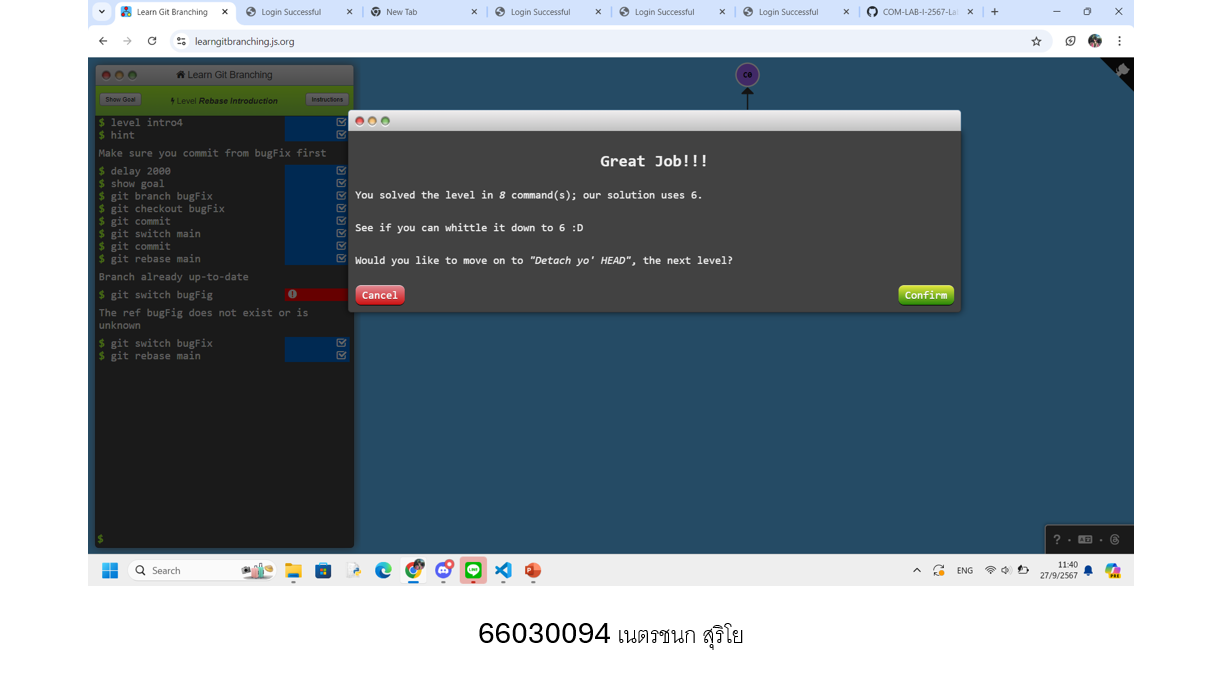 Learn Git Branching
Login Successful
New Tab
Login Successful
Login Successful
Login Successful
COM-LAB-I-2567-La
learngitbranching.js.org
Learn Git Branching
Show Goal
Level Rebase Introduction
Instructions
$ level intro4
$ hint
Make sure you commit from bugFix first
$ delay 2000
$ show goal
$ git branch bugFix
$ git checkout bugFix
$ git commit
$ git switch main
$ git commit
$ git rebase main
Branch already up-to-date
$ git switch bugFig
The ref bugFig does not exist or is
unknown
$ git switch bugFix
$ git rebase main
$
C0
Great Job!!!
You solved the level in 8 command(s); our solution uses 6.
See if you can whittle it down to 6 :D
Would you like to move on to "Detach yo' HEAD", the next level?
Cancel
Confirm
Search
ENG
11:40
27/9/2567
66030094 เนตรชนก สุริโย